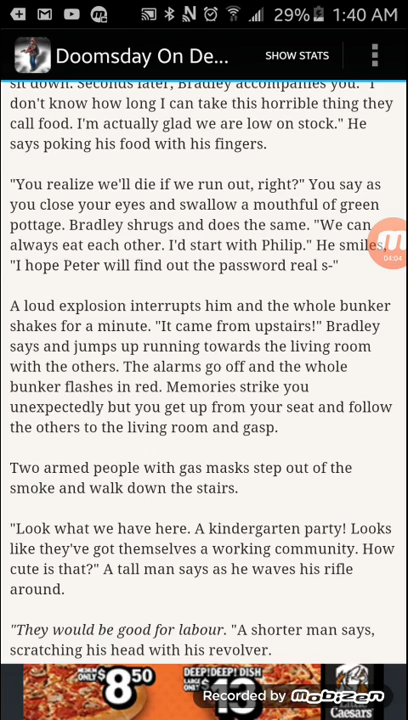 29% 1:40 AM
Doomsday On De... SHOW STATS
sit down. Seconds later, Bradley accompanies you. "I
don't know how long I can take this horrible thing they
call food. I'm actually glad we are low on stock." He
says poking his food with his fingers.
"You realize we'll die if we run out, right?" You say as
you close your eyes and swallow a mouthful of green
pottage. Bradley shrugs and does the same. "We can
always eat each other. I'd start with Philip." He smiles,
"I hope Peter will find out the password real s-"
04:04
A loud explosion interrupts him and the whole bunker
shakes for a minute. "It came from upstairs!" Bradley
says and jumps up running towards the living room
with the others. The alarms go off and the whole
bunker flashes in red. Memories strike you
unexpectedly but you get up from your seat and follow
the others to the living room and gasp.
Two armed people with gas masks step out of the
smoke and walk down the stairs.
"Look what we have here. A kindergarten party! Looks
like they've got themselves a working community. How
cute is that?" A tall man says as he waves his rifle
around.
"They would be good for labour. "A shorter man says,
scratching his head with his revolver.
MEDIUM ONLY $8 50
DEEP!DEEP! DISH
LARGE ONLY $
Recorded by Mobizen
Little Caesars